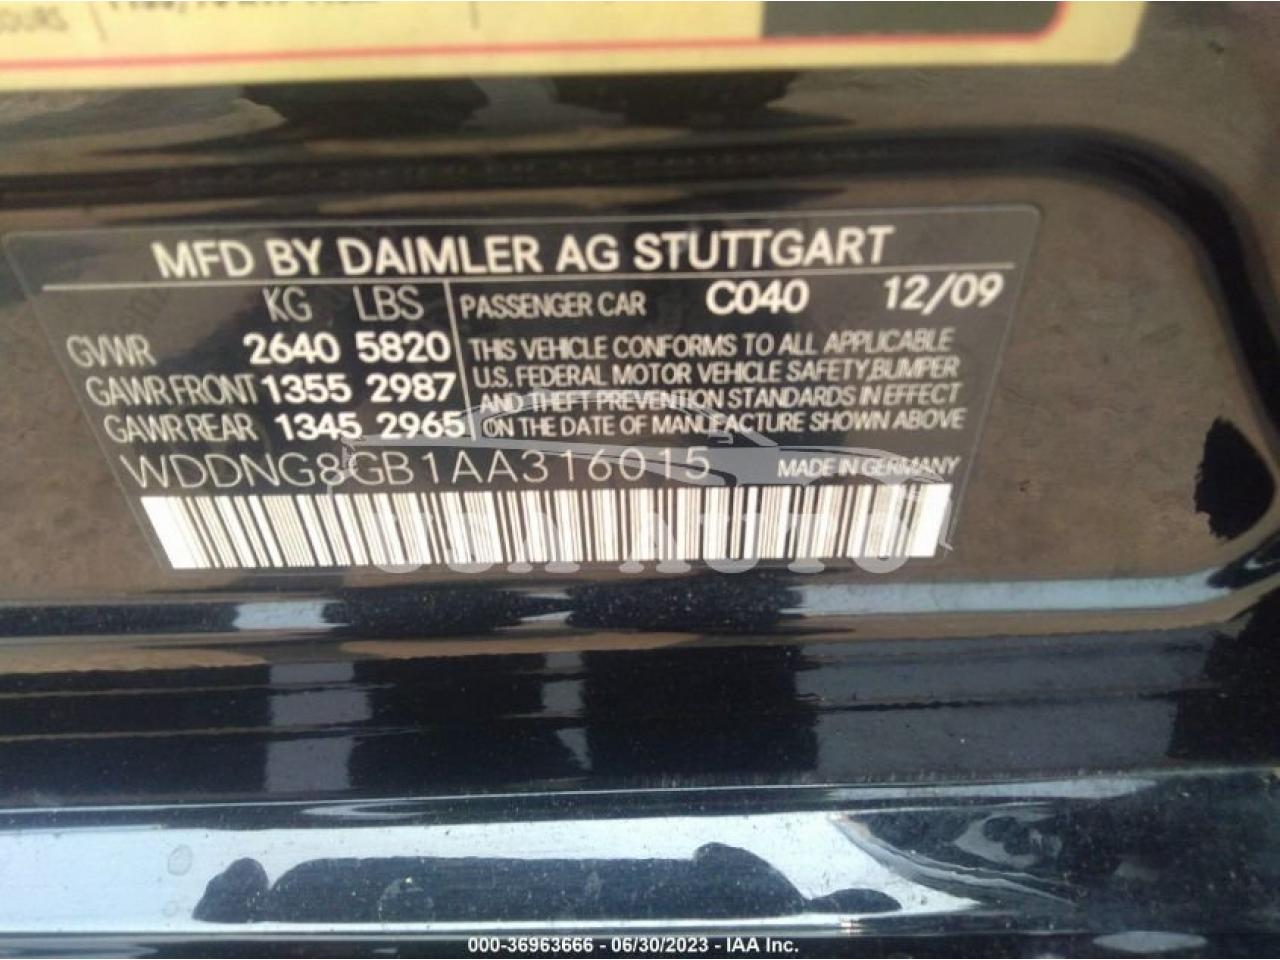 OURS
MFD BY DAIMLER AG STUTTGART
KG LBS PASSENGER CAR C040 12/09
GVWR 2640 5820
GAWR FRONT 1355 2987
GAWR REAR 1345 2965
THIS VEHICLE CONFORMS TO ALL APPLICABLE
U.S. FEDERAL MOTOR VEHICLE SAFETY, BUMPER
AND THEFT PREVENTION STANDARDS IN EFFECT
ON THE DATE OF MANUFACTURE SHOWN ABOVE
WDDNG8GB1AA316015 MADE IN GERMANY
USA AUTO
000-36963666 - 06/30/2023 - IAA Inc.